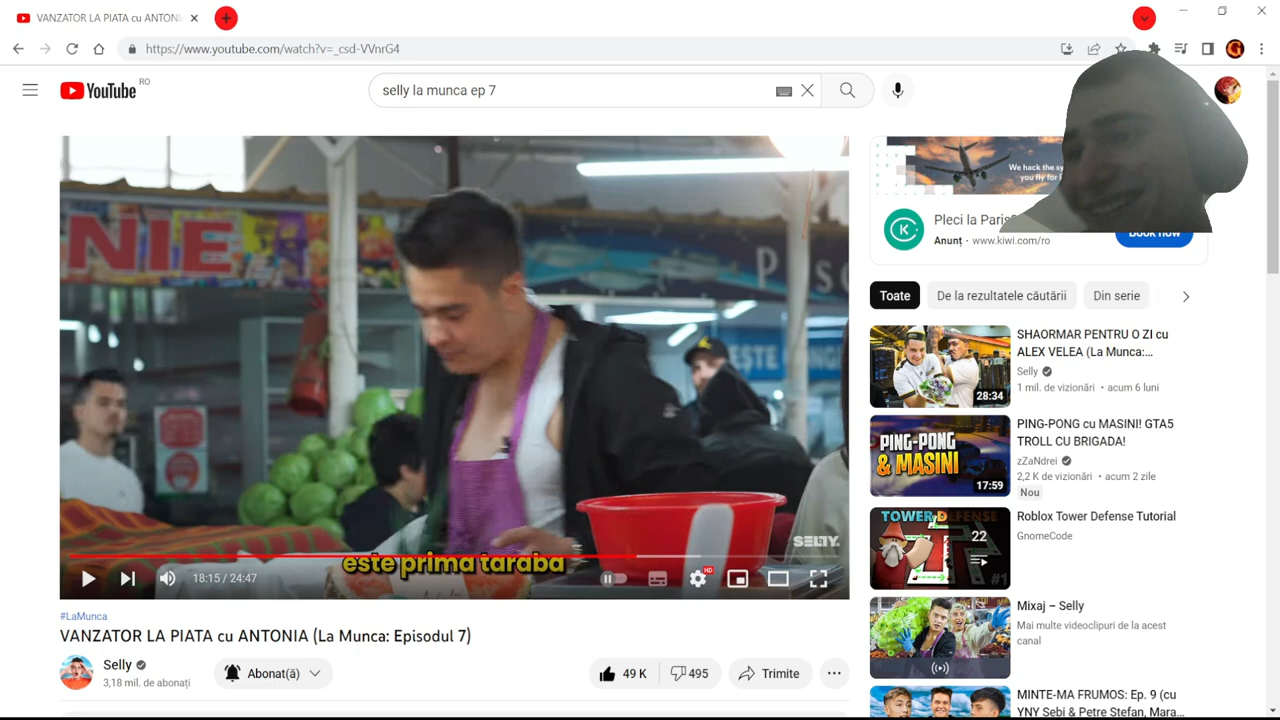 VANZATOR LA PIATA cu ANTONI
https://www.youtube.com/watch?v=_csd-VVnrG4
YouTube RO
selly la munca ep 7
NIE
ESTE
este prima taraba
SELTY.
18:15 / 24:47
HD
#LaMunca
VANZATOR LA PIATA cu ANTONIA (La Munca: Episodul 7)
Selly
3,18 mil. de abonați
Abonat(ă)
49 K
495
Trimite
We hack the sy
you fly for
Pleci la Paris
Anunț · www.kiwi.com/ro
Book now
Toate
De la rezultatele căutării
Din serie
SHAORMAR PENTRU O ZI cu
ALEX VELEA (La Munca:...
Selly
1 mil. de vizionări · acum 6 luni
28:34
PING-PONG cu MASINI! GTA5
TROLL CU BRIGADA!
zZaNdrei
2,2 K de vizionări · acum 2 zile
Nou
PING-PONG
& MASINI
17:59
Roblox Tower Defense Tutorial
GnomeCode
TOWER D
22
#1
Mixaj – Selly
Mai multe videoclipuri de la acest
canal
MINTE-MA FRUMOS: Ep. 9 (cu
YNY Sebi & Petre Stefan, Mara...